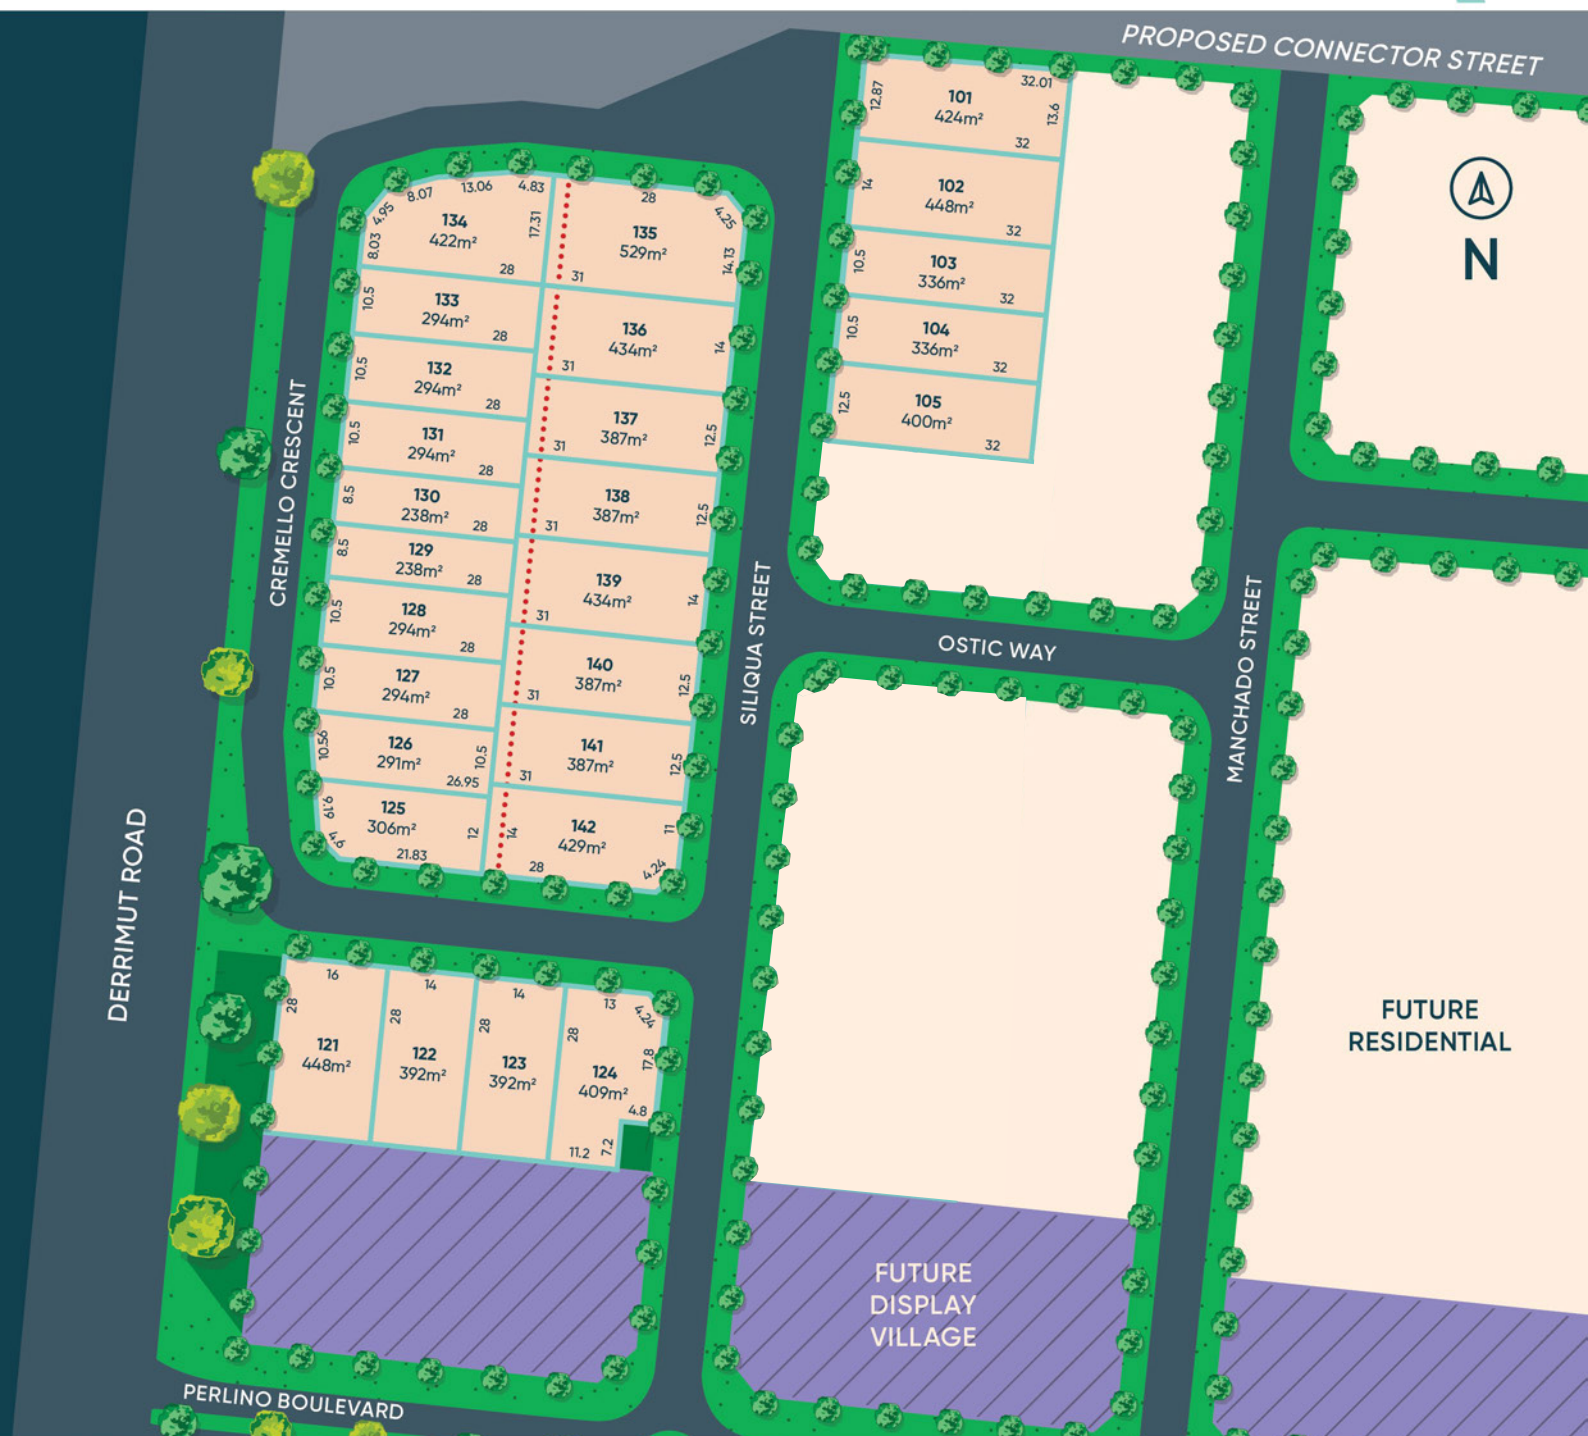 PROPOSED CONNECTOR STREET
N
DERRIMUT ROAD
CREMELLO CRESCENT
SILIQUA STREET
MANCHADO STREET
OSTIC WAY
PERLINO BOULEVARD
FUTURE
RESIDENTIAL
FUTURE
DISPLAY
VILLAGE
32.01
12.87
101
424m²
13.6
32
14
102
448m²
32
10.5
103
336m²
32
10.5
104
336m²
32
12.5
105
400m²
32
8.03
4.95
8.07
13.06
4.83
134
422m²
17.31
28
10.5
133
294m²
28
10.5
132
294m²
28
10.5
131
294m²
28
8.5
130
238m²
28
8.5
129
238m²
28
10.5
128
294m²
28
10.5
127
294m²
28
10.56
126
291m²
10.5
26.95
9.19
125
306m²
12
4.6
21.83
28
4.25
135
529m²
14.13
31
136
434m²
14
31
137
387m²
12.5
31
138
387m²
12.5
31
139
434m²
14
31
140
387m²
12.5
31
141
387m²
12.5
31
14
142
429m²
11
28
4.24
16
28
121
448m²
14
28
122
392m²
14
28
123
392m²
13
4.24
28
124
409m²
17.8
4.8
11.2
7.2